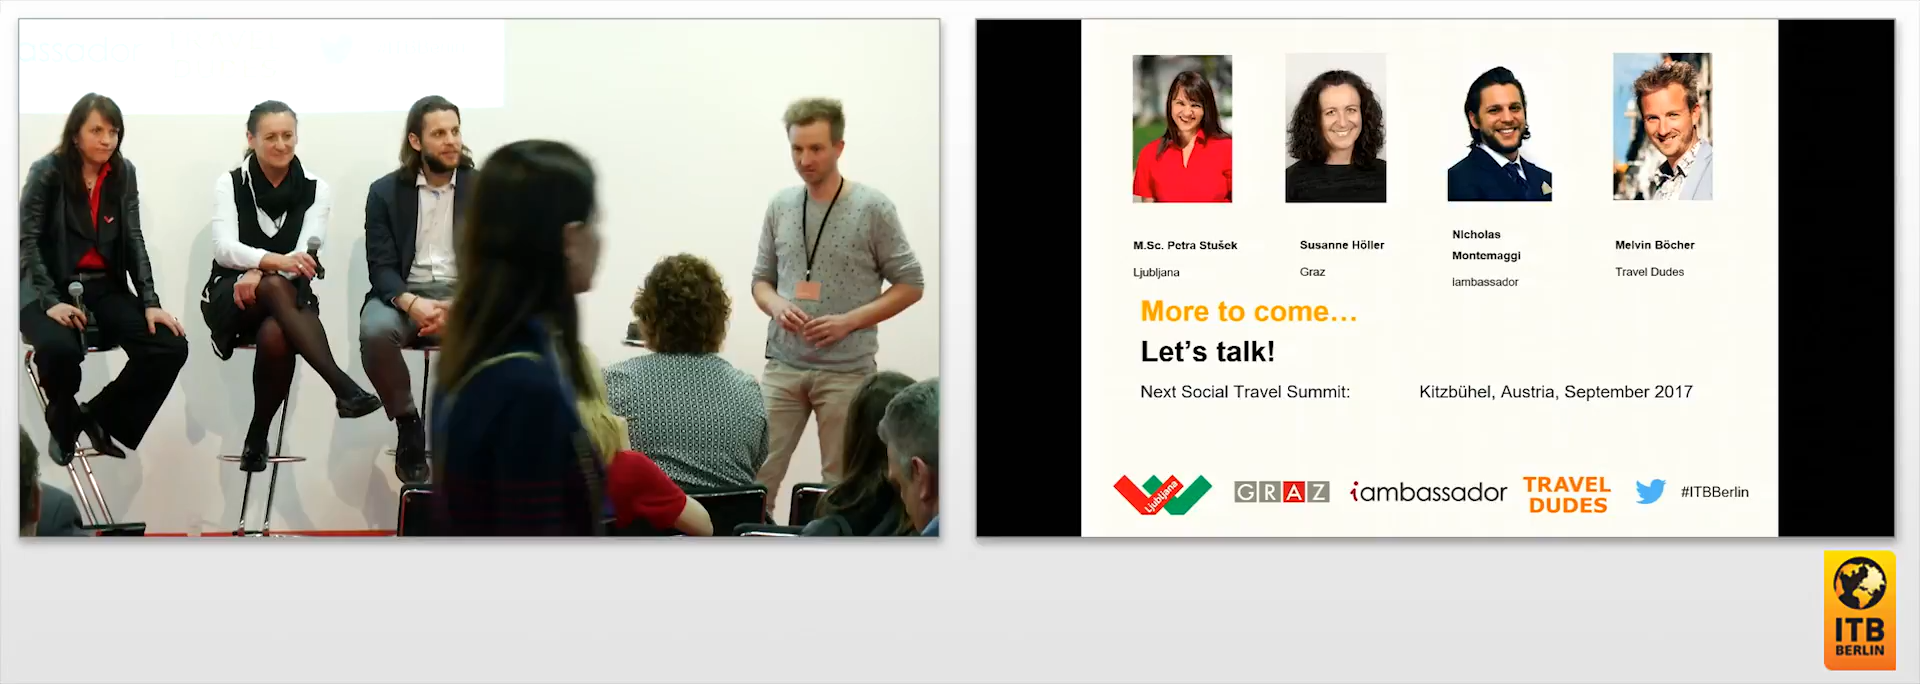 M.Sc. Petra Stušek
Ljubljana
Susanne Höller
Graz
Nicholas
Montemaggi
iambassador
Melvin Böcher
Travel Dudes
More to come…
Let's talk!
Next Social Travel Summit: Kitzbühel, Austria, September 2017
Ljubljana
GRAZ
iambassador
TRAVEL
DUDES
#ITBBerlin
ITB
BERLIN